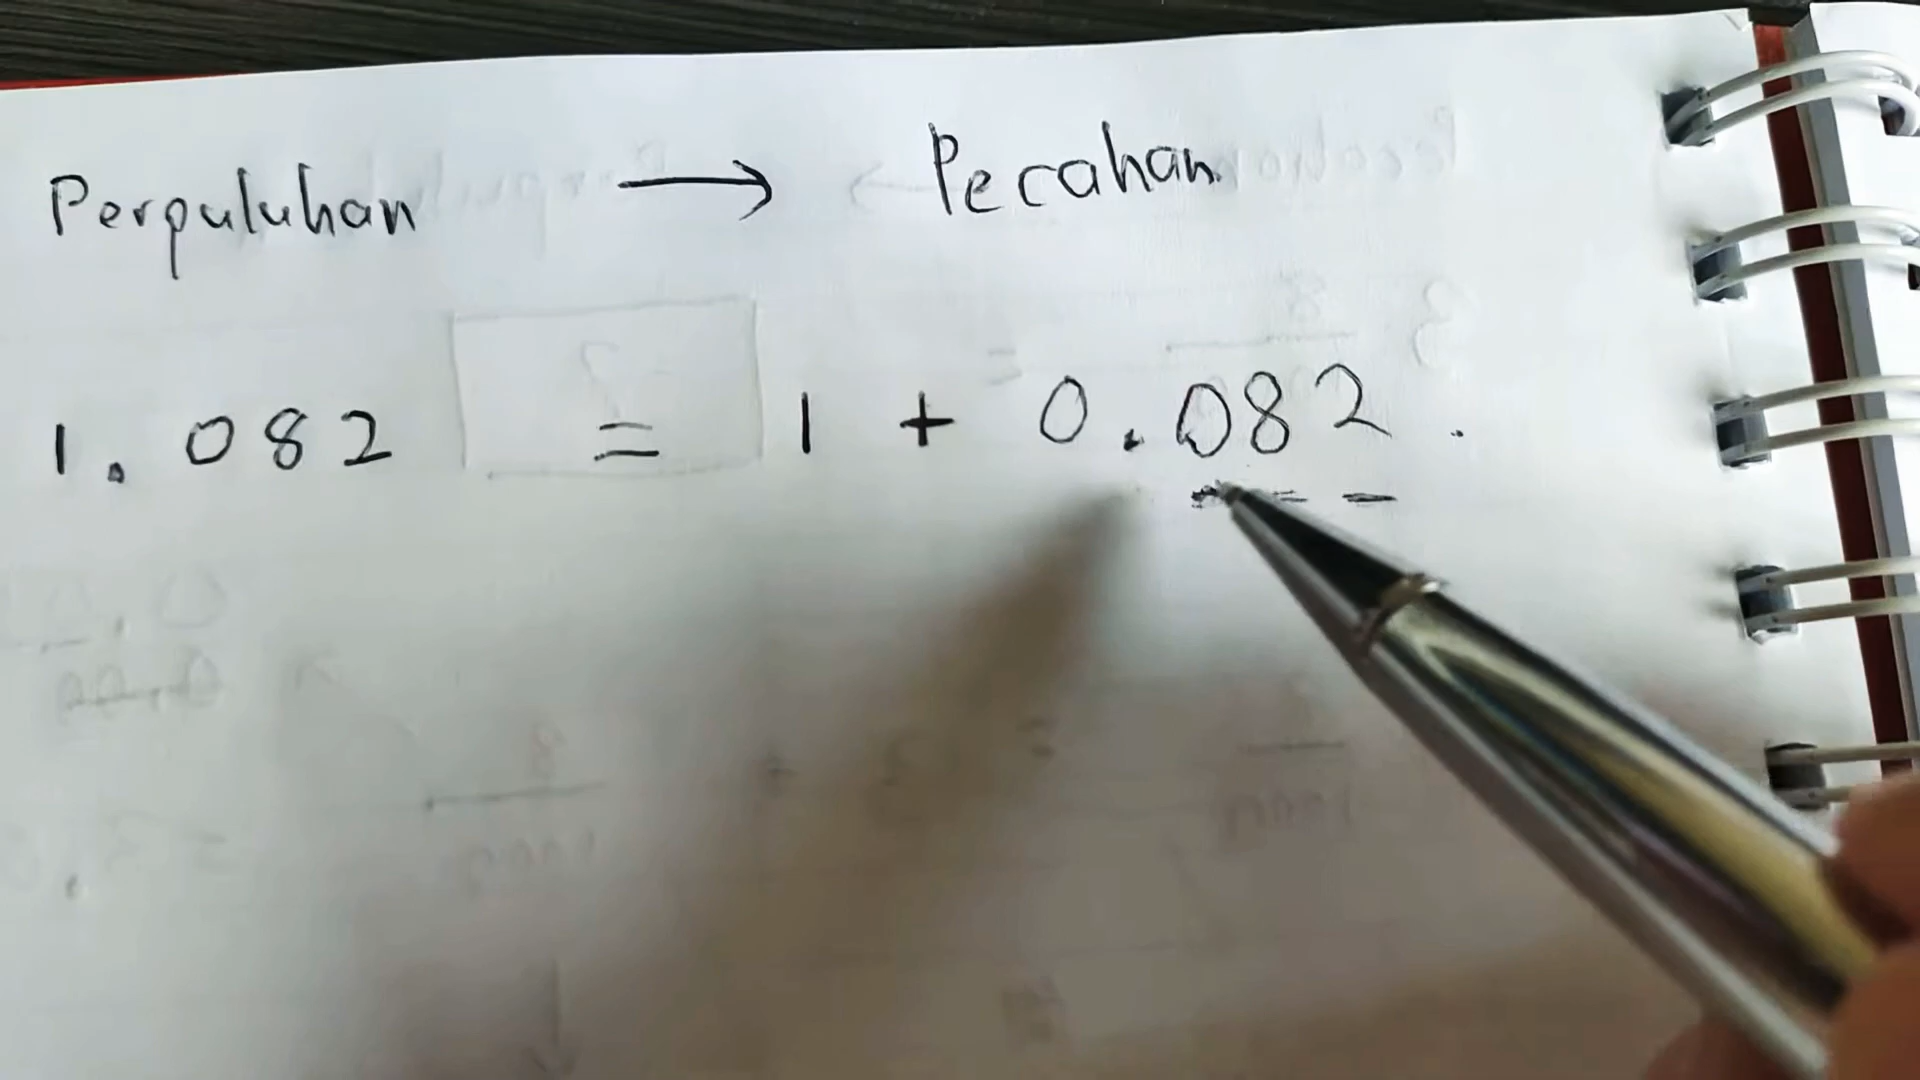 Perpuluhan → Pecahan
1.082 = 1 + 0.082.